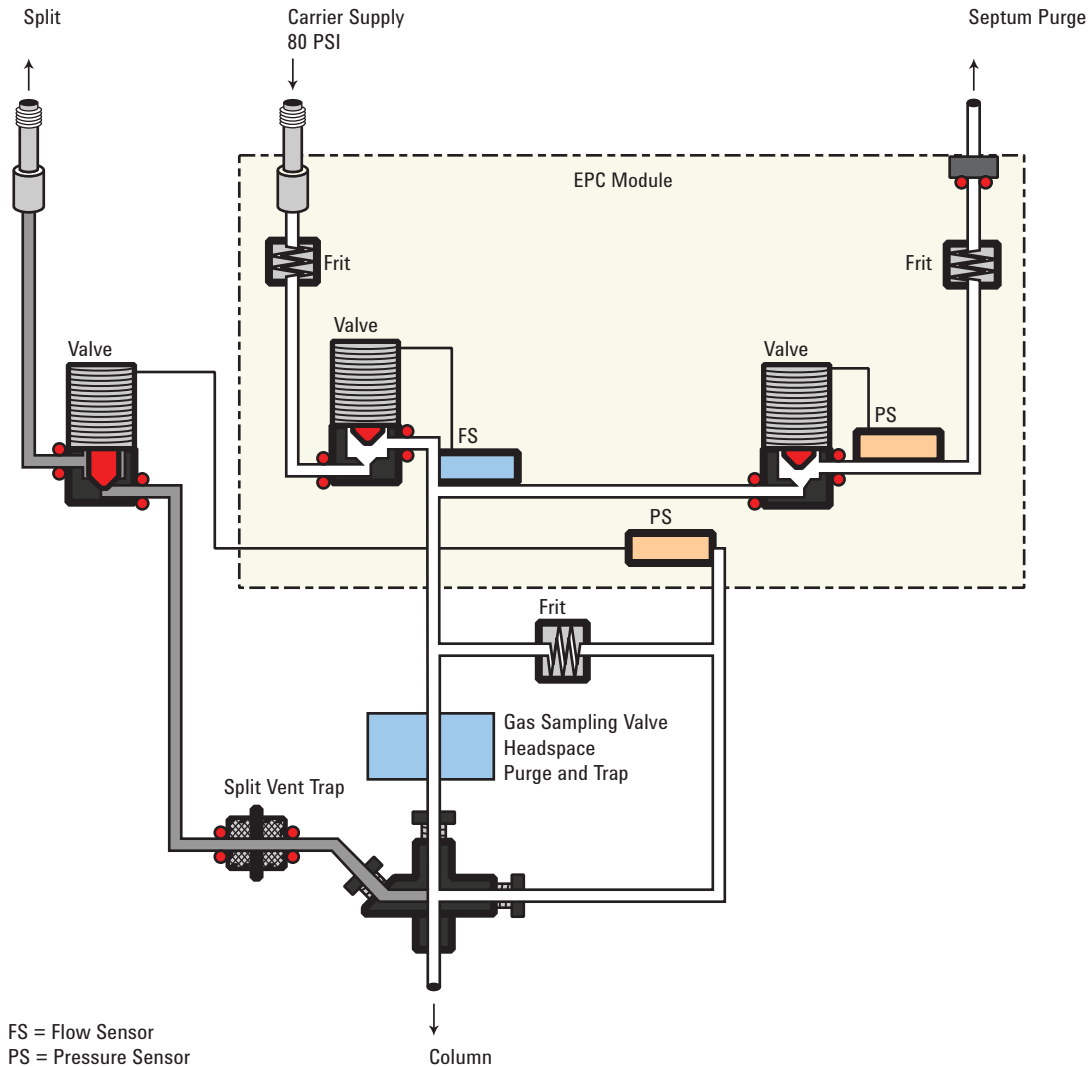 Split
Carrier Supply
80 PSI
Septum Purge
EPC Module
Frit
Frit
Valve
Valve
Valve
FS
PS
PS
Frit
Gas Sampling Valve
Headspace
Purge and Trap
Split Vent Trap
FS = Flow Sensor
PS = Pressure Sensor
Column